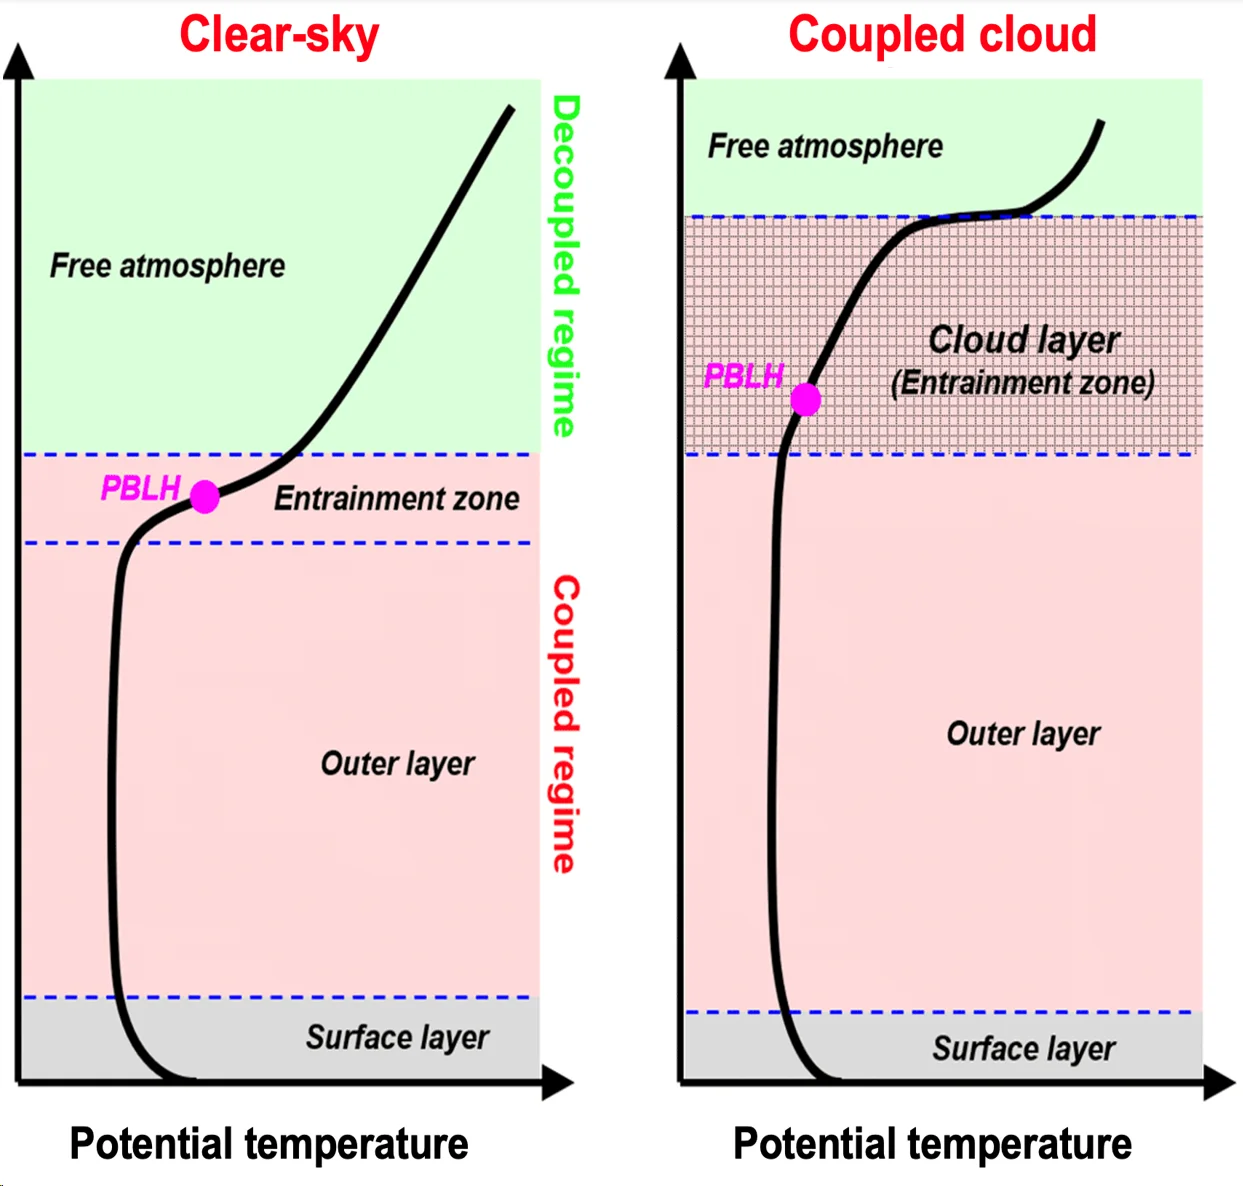 Clear-sky
Decoupled regime
Free atmosphere
PBLH
Entrainment zone
Coupled regime
Outer layer
Surface layer
Potential temperature
Coupled cloud
Free atmosphere
Cloud layer
(Entrainment zone)
PBLH
Outer layer
Surface layer
Potential temperature